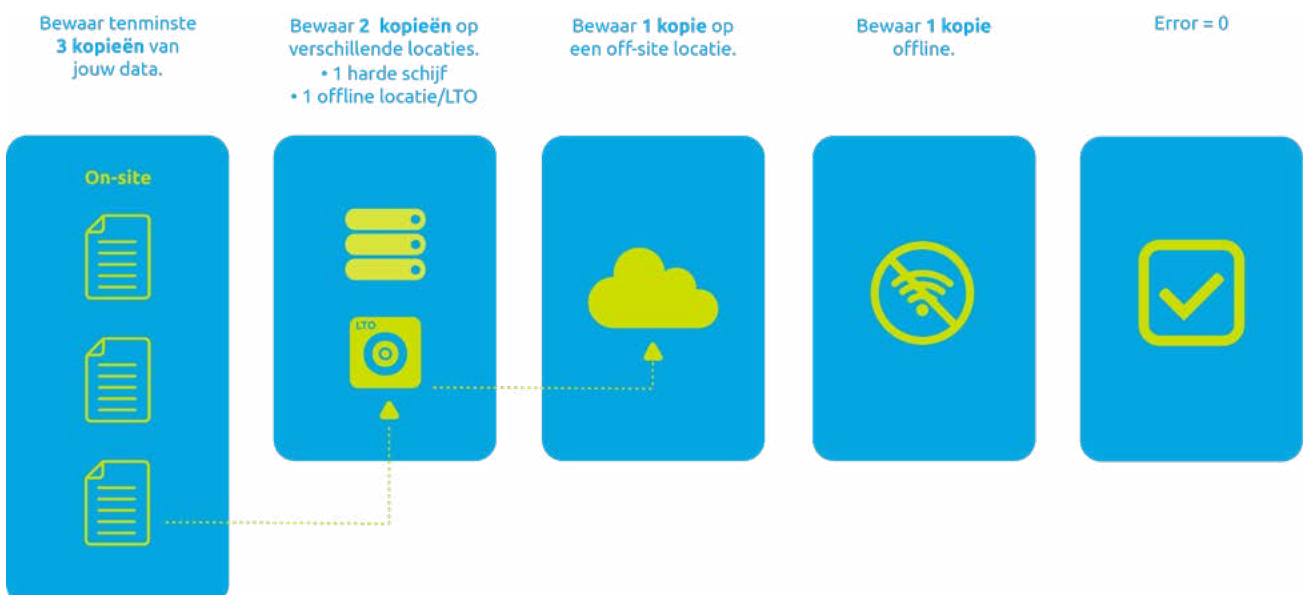 Bewaar tenminste
3 kopieën van
jouw data.
Bewaar 2 kopieën op
verschillende locaties.
• 1 harde schijf
• 1 offline locatie/LTO
Bewaar 1 kopie op
een off-site locatie.
Bewaar 1 kopie
offline.
Error = 0
On-site
LTO